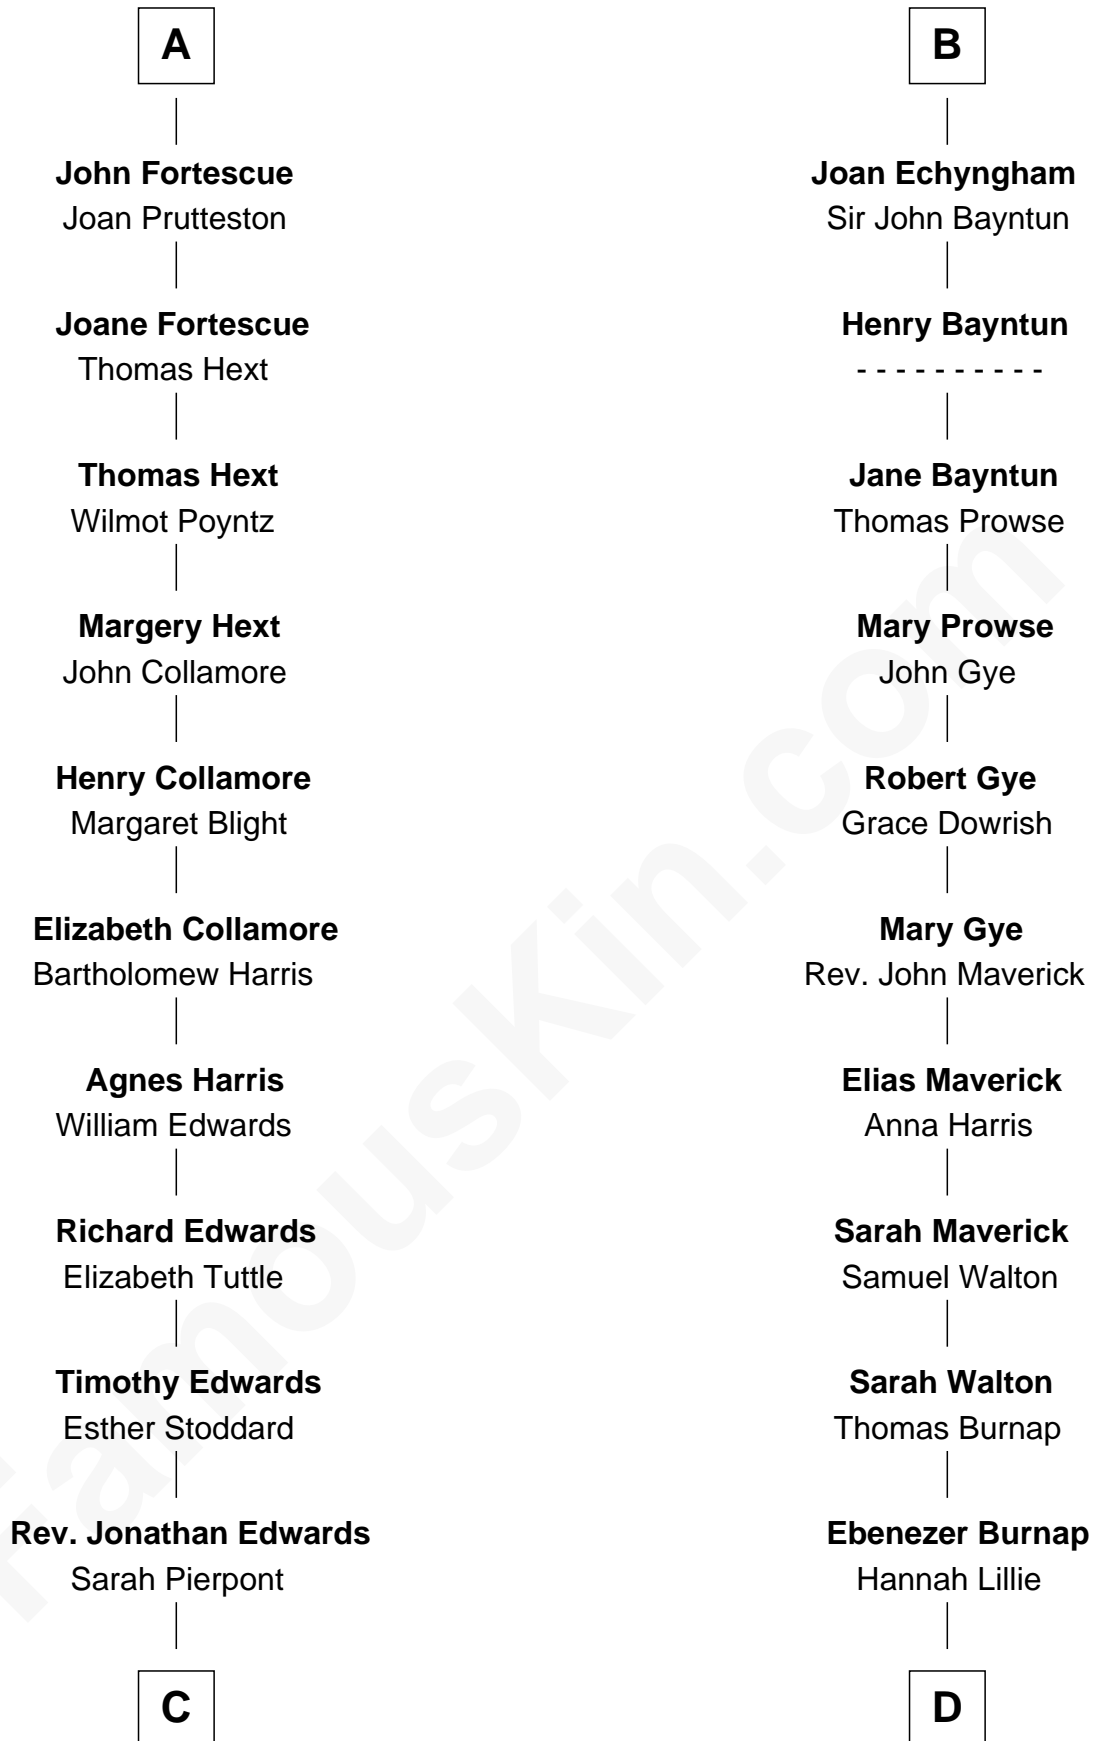 A
John Fortescue
Joan Prutteston
Joane Fortescue
Thomas Hext
Thomas Hext
Wilmot Poyntz
Margery Hext
John Collamore
Henry Collamore
Margaret Blight
Elizabeth Collamore
Bartholomew Harris
Agnes Harris
William Edwards
Richard Edwards
Elizabeth Tuttle
Timothy Edwards
Esther Stoddard
Rev. Jonathan Edwards
Sarah Pierpont
C
B
Joan Echyngham
Sir John Bayntun
Henry Bayntun
- - - - - - - - - -
Jane Bayntun
Thomas Prowse
Mary Prowse
John Gye
Robert Gye
Grace Dowrish
Mary Gye
Rev. John Maverick
Elias Maverick
Anna Harris
Sarah Maverick
Samuel Walton
Sarah Walton
Thomas Burnap
Ebenezer Burnap
Hannah Lillie
D
FamousKin.com